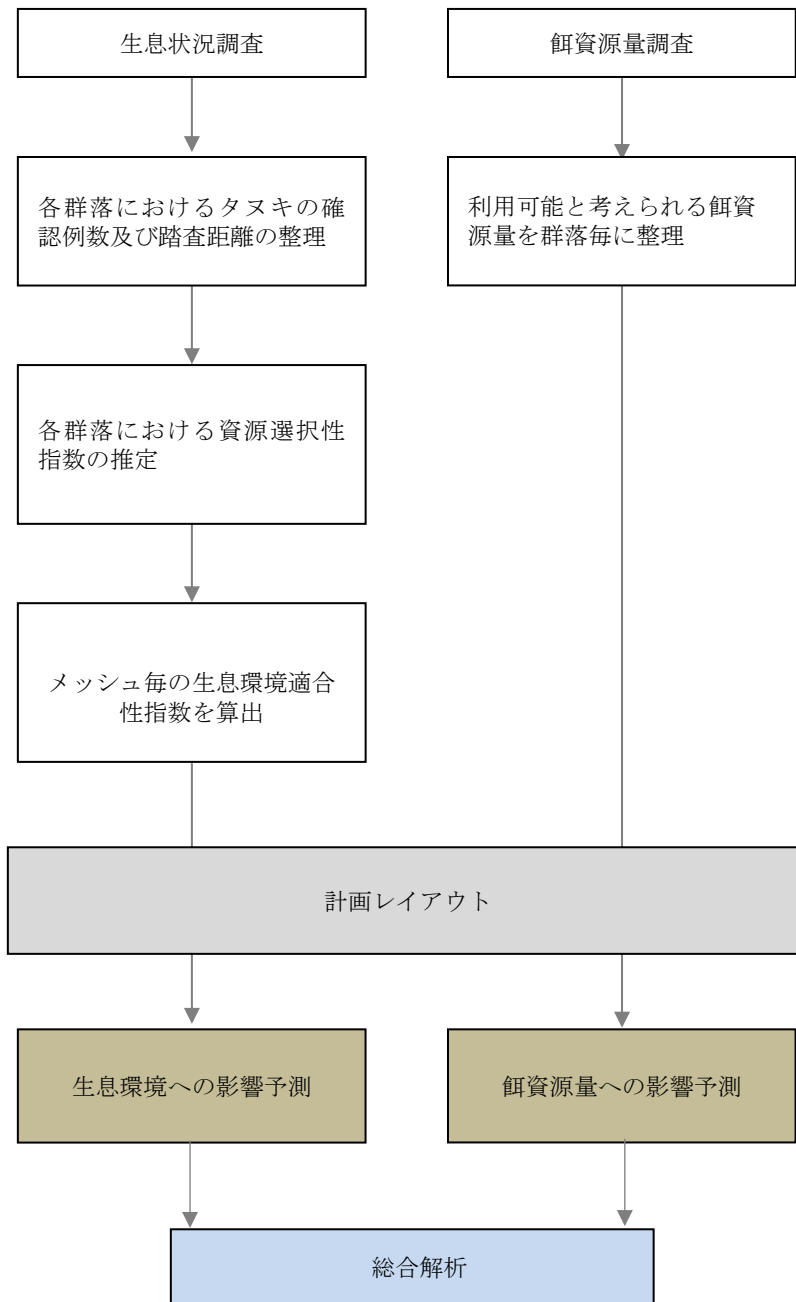 生息状況調査
餌資源量調査
各群落におけるタヌキの確
認例数及び踏査距離の整理
利用可能と考えられる餌資
源量を群落毎に整理
各群落における資源選択性
指数の推定
メッシュ毎の生息環境適合
性指数を算出
計画レイアウト
生息環境への影響予測
餌資源量への影響予測
総合解析